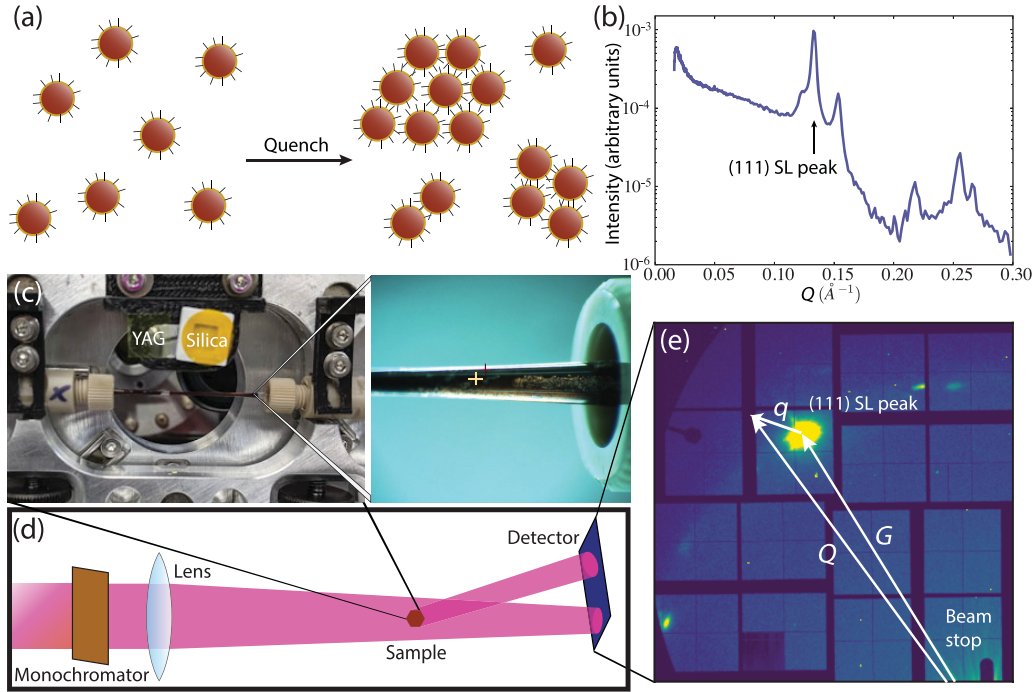 (a)
Quench
(b)
Intensity (arbitrary units)
10⁻³
10⁻⁴
10⁻⁵
10⁻⁶
(111) SL peak
0.00
0.05
0.10
0.15
0.20
0.25
0.30
Q (Å⁻¹)
(c)
YAG
Silica
X
(d)
Monochromator
Lens
Sample
Detector
(e)
(111) SL peak
q
G
Q
Beam
stop